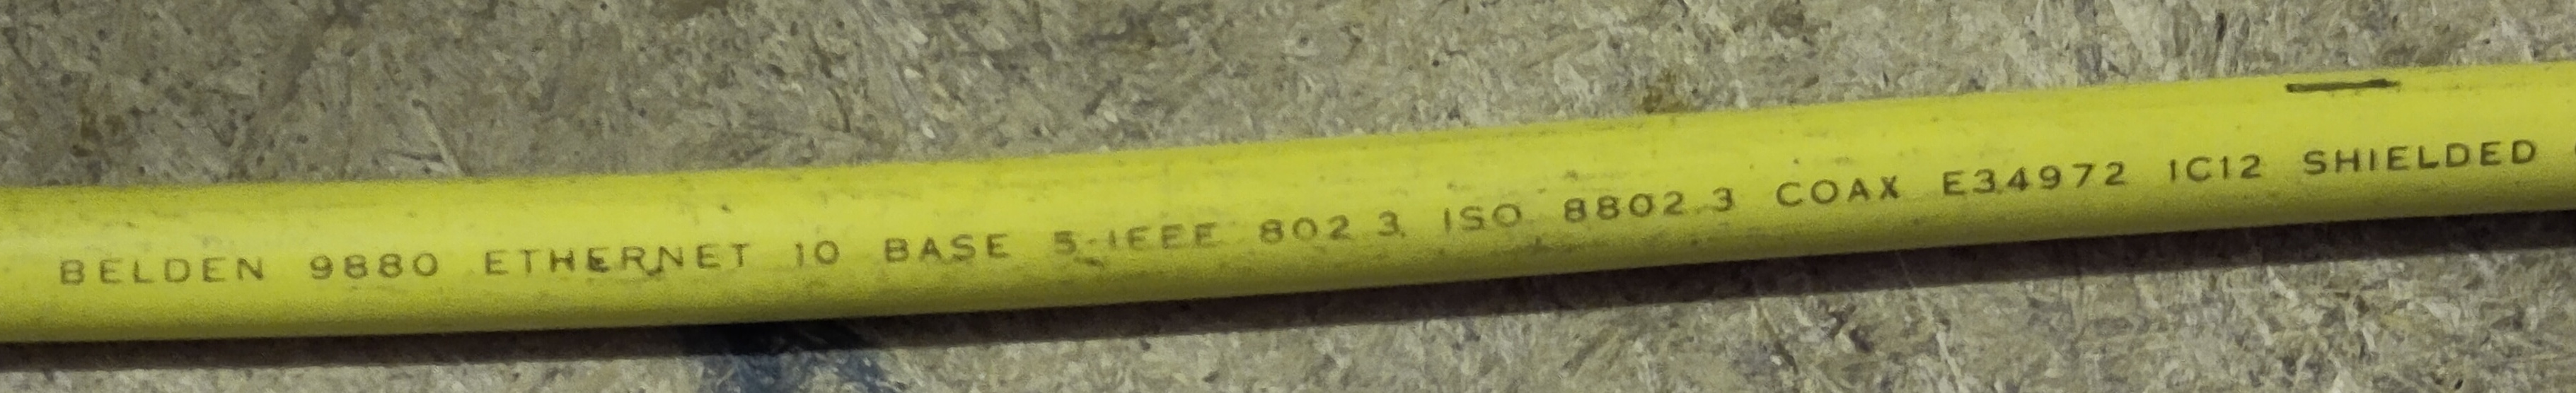 BELDEN 9880 ETHERNET 10 BASE 5 IEEE 802.3, ISO 8802.3 COAX E34972 1C12 SHIELDED